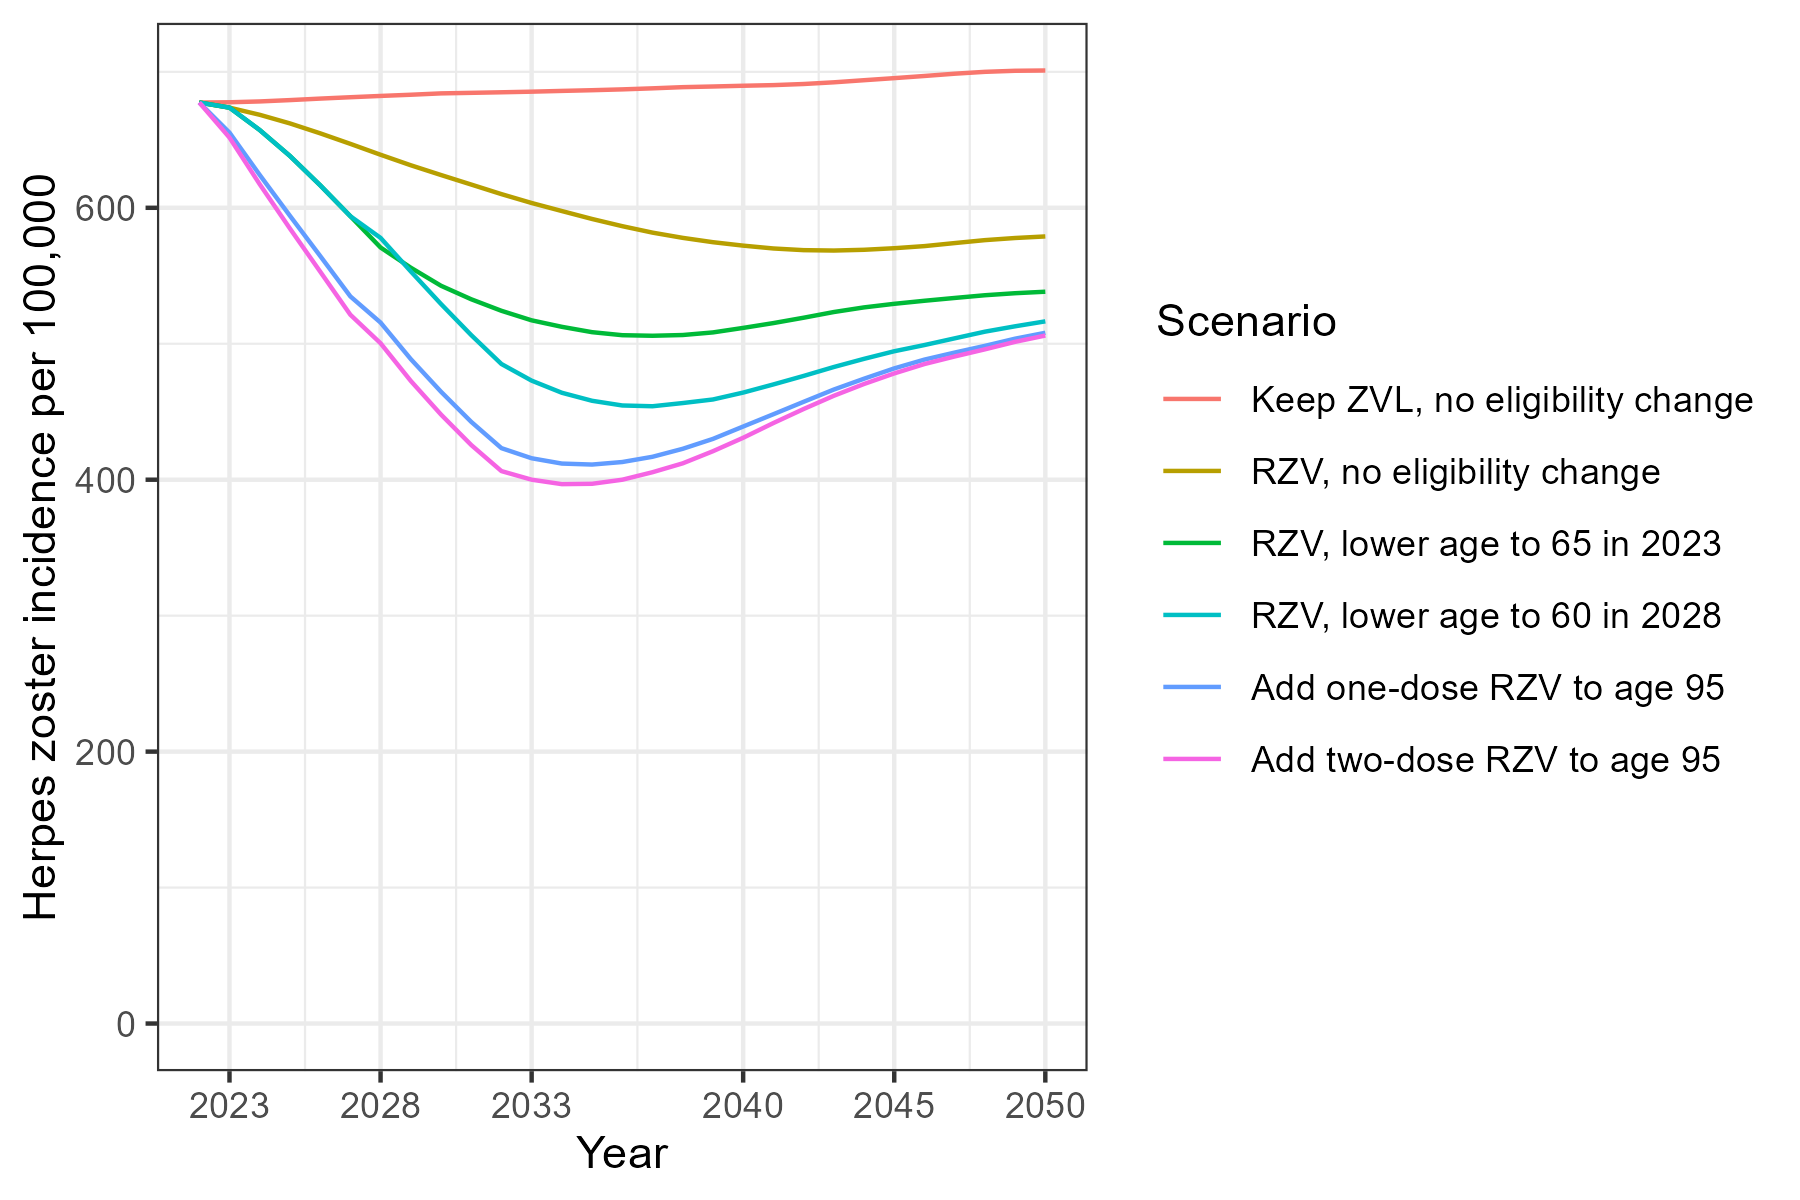 Herpes zoster incidence per 100,000
600
400
200
0
2023 2028 2033 2040 2045 2050
Year
Scenario
Keep ZVL, no eligibility change
RZV, no eligibility change
RZV, lower age to 65 in 2023
RZV, lower age to 60 in 2028
Add one-dose RZV to age 95
Add two-dose RZV to age 95